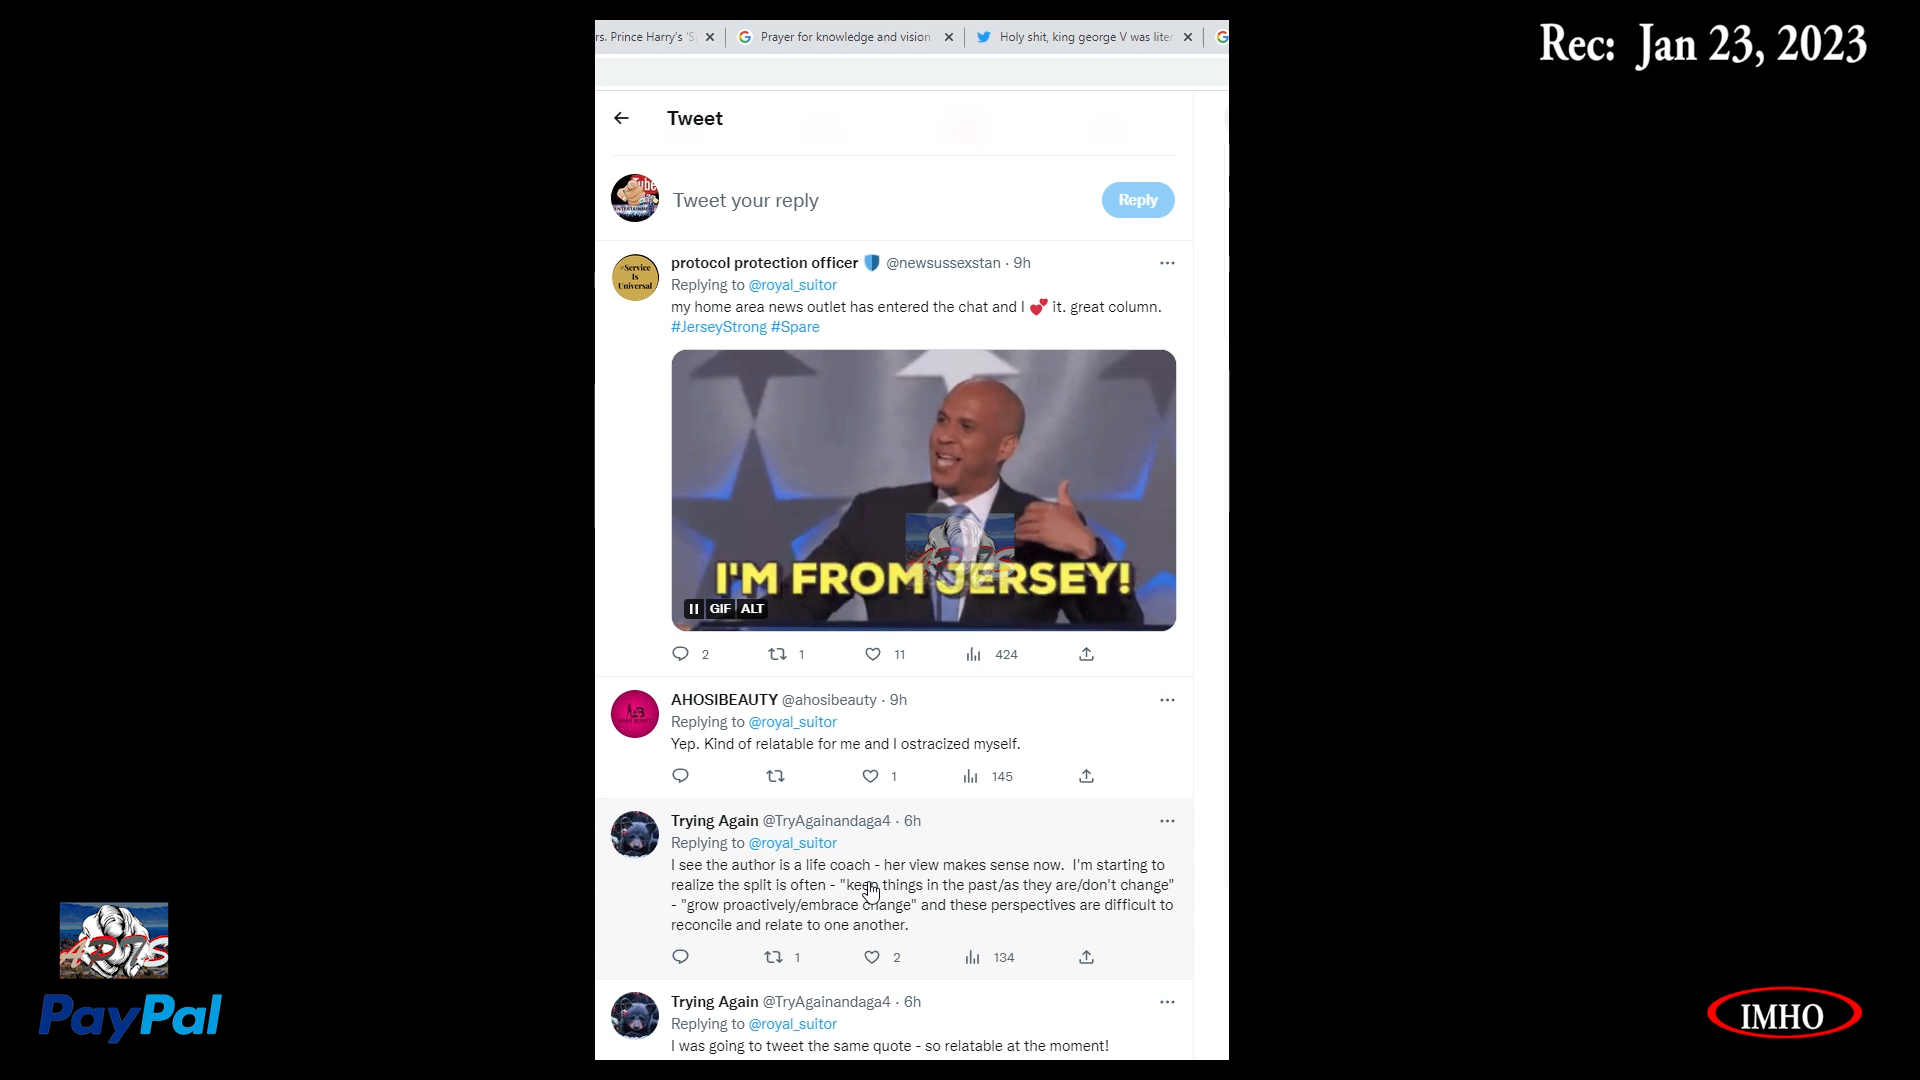 Rec: Jan 23, 2023
rs. Prince Harry's 'S
Prayer for knowledge and vision
Holy shit, king george V was liter
Tweet
Tweet your reply
Reply
#Service
Is
Universal
protocol protection officer @newsussexstan · 9h
Replying to @royal_suitor
my home area news outlet has entered the chat and I 💕 it. great column.
#JerseyStrong #Spare
I'M FROM JERSEY!
GIF ALT
2 1 11 424
AHOSIBEAUTY @ahosibeauty · 9h
Replying to @royal_suitor
Yep. Kind of relatable for me and I ostracized myself.
1 145
Trying Again @TryAgainandaga4 · 6h
Replying to @royal_suitor
I see the author is a life coach - her view makes sense now. I'm starting to
realize the split is often - "keep things in the past/as they are/don't change"
- "grow proactively/embrace change" and these perspectives are difficult to
reconcile and relate to one another.
1 2 134
Trying Again @TryAgainandaga4 · 6h
Replying to @royal_suitor
I was going to tweet the same quote - so relatable at the moment!
PayPal
IMHO